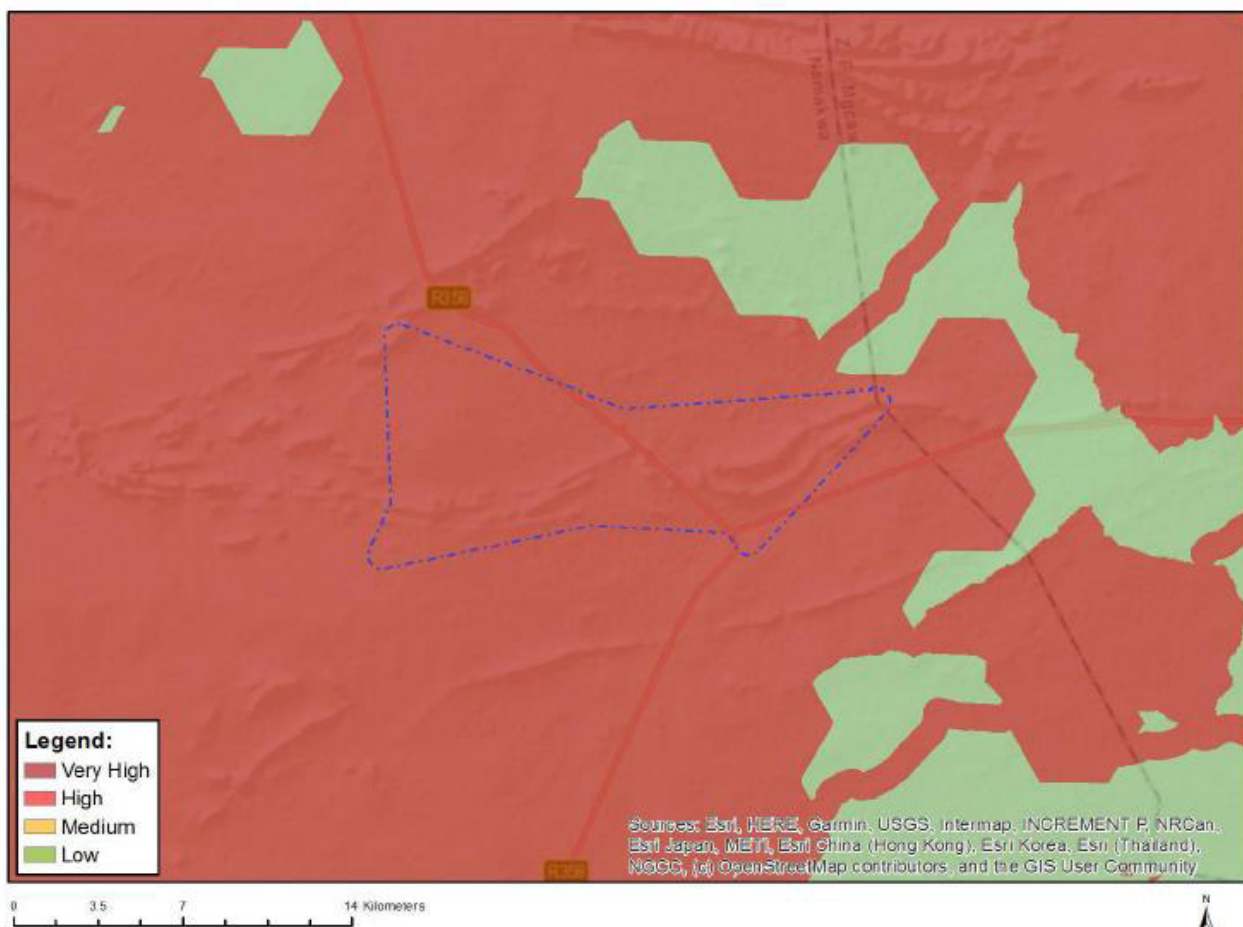 Z F Mgcawu
Namakwa
R358
Legend:
Very High
High
Medium
Low
Sources: Esri, HERE, Garmin, USGS, Intermap, INCREMENT P, NRCan,
Esri Japan, METI, Esri China (Hong Kong), Esri Korea, Esri (Thailand),
NGCC, (c) OpenStreetMap contributors, and the GIS User Community
0 3.5 7 14 Kilometers
N